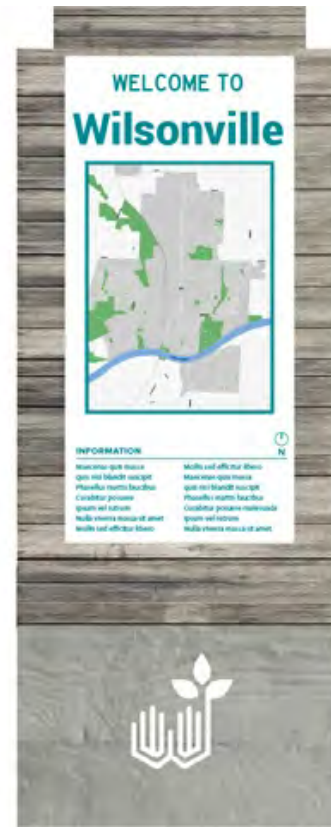 WELCOME TO
Wilsonville
N
INFORMATION
Maecenas quis massa
quis nisi blandit suscipit
Phasellus mattis faucibus
Curabitur posuere
ipsum vel rutrum
Nulla viverra massa sit amet
Mollis sed efficitur libero
Mollis sed efficitur libero
Maecenas quis massa
quis nisi blandit suscipit
Phasellus mattis faucibus
Curabitur posuere malesuada
ipsum vel rutrum
Nulla viverra massa sit amet